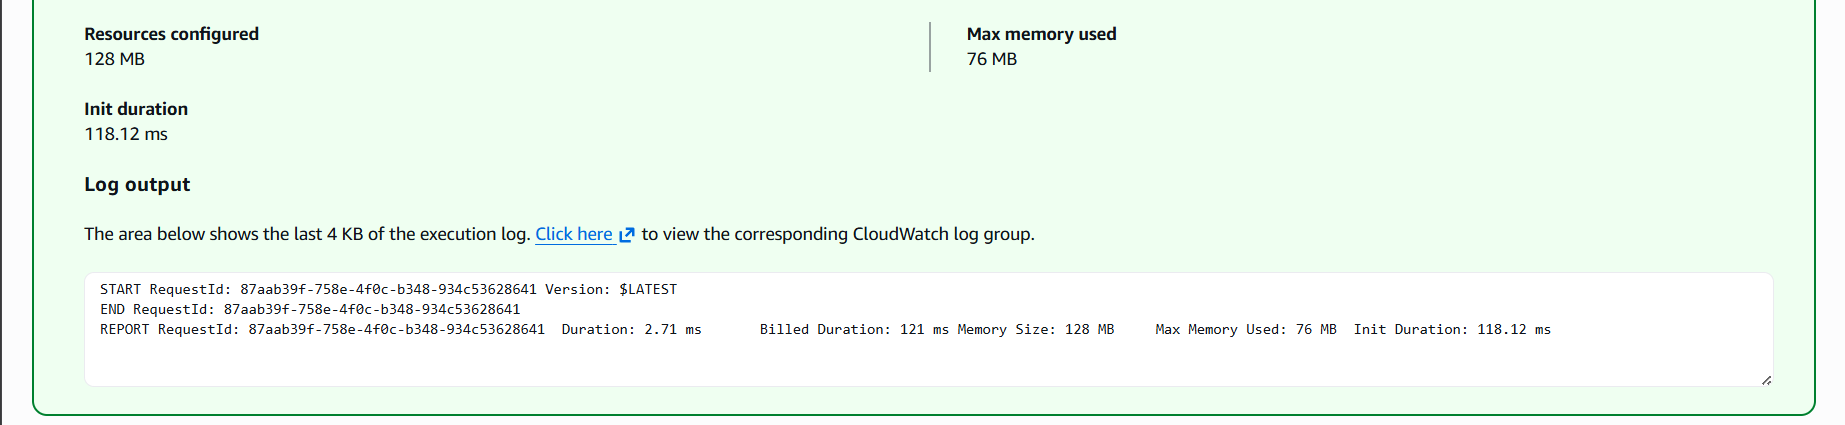 Resources configured
128 MB
Max memory used
76 MB
Init duration
118.12 ms
Log output
The area below shows the last 4 KB of the execution log. Click here to view the corresponding CloudWatch log group.
START RequestId: 87aab39f-758e-4f0c-b348-934c53628641 Version: $LATEST
END RequestId: 87aab39f-758e-4f0c-b348-934c53628641
REPORT RequestId: 87aab39f-758e-4f0c-b348-934c53628641  Duration: 2.71 ms       Billed Duration: 121 ms Memory Size: 128 MB     Max Memory Used: 76 MB  Init Duration: 118.12 ms